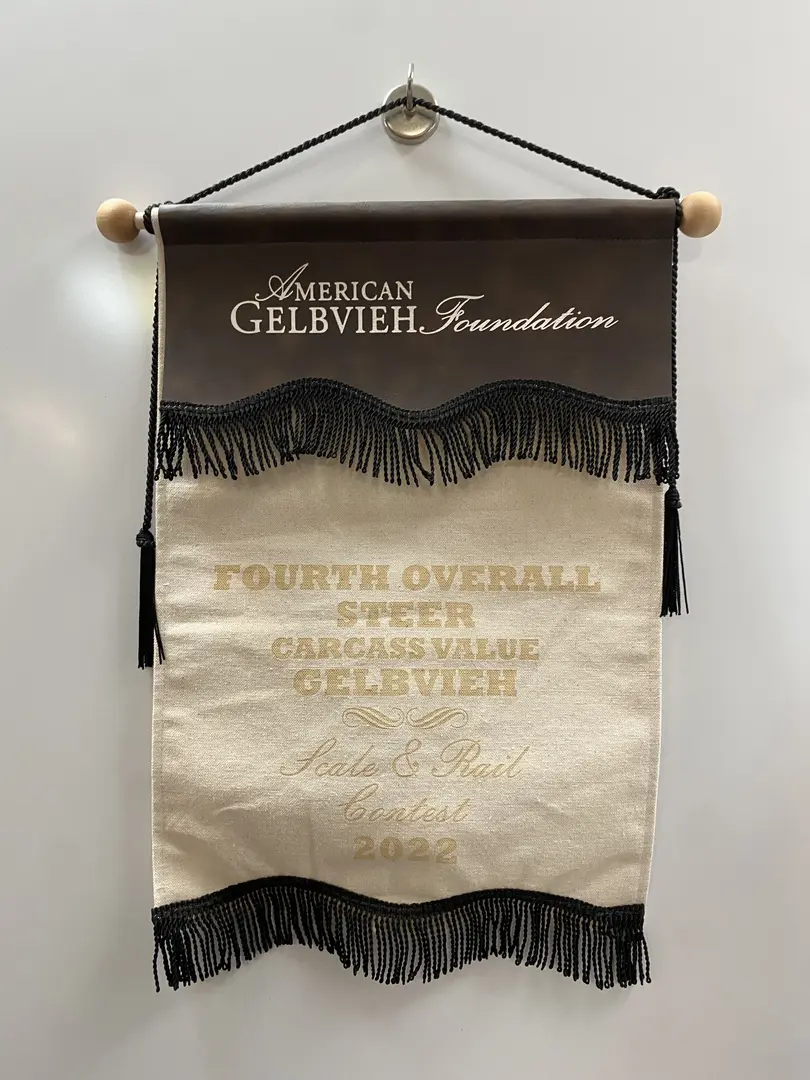 AMERICAN
GELBVIEH Foundation
FOURTH OVERALL
STEER
CARCASS VALUE
GELBVIEH
Scale & Rail
Contest
2022